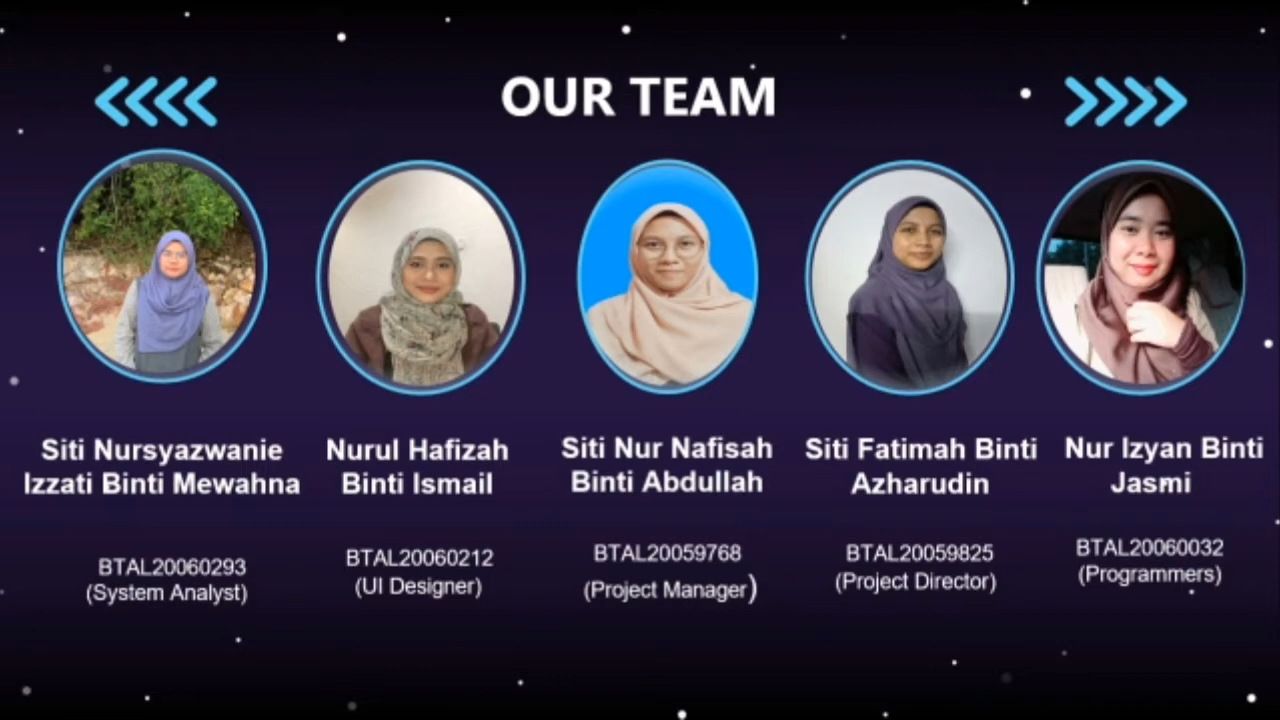 OUR TEAM
Siti Nursyazwanie
Izzati Binti Mewahna
BTAL20060293
(System Analyst)
Nurul Hafizah
Binti Ismail
BTAL20060212
(UI Designer)
Siti Nur Nafisah
Binti Abdullah
BTAL20059768
(Project Manager)
Siti Fatimah Binti
Azharudin
BTAL20059825
(Project Director)
Nur Izyan Binti
Jasmi
BTAL20060032
(Programmers)